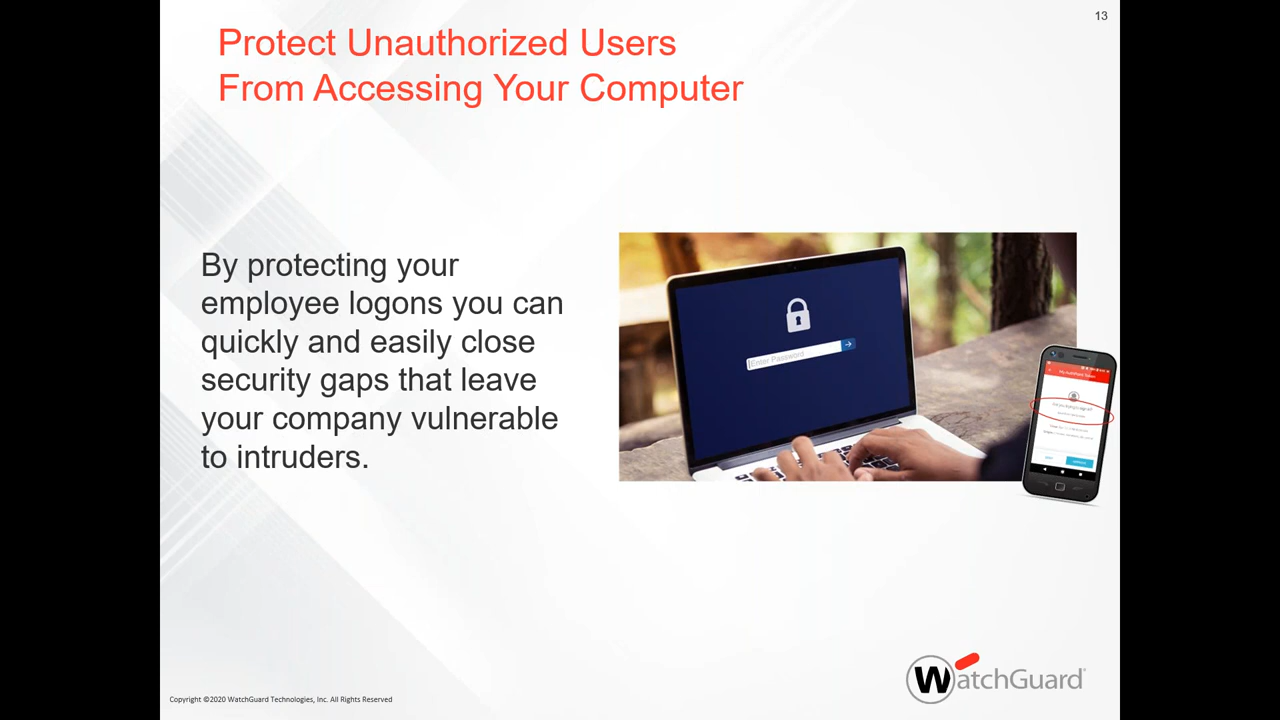 13
Protect Unauthorized Users
From Accessing Your Computer
By protecting your
employee logons you can
quickly and easily close
security gaps that leave
your company vulnerable
to intruders.
Enter Password
Copyright ©2020 WatchGuard Technologies, Inc. All Rights Reserved
WatchGuard